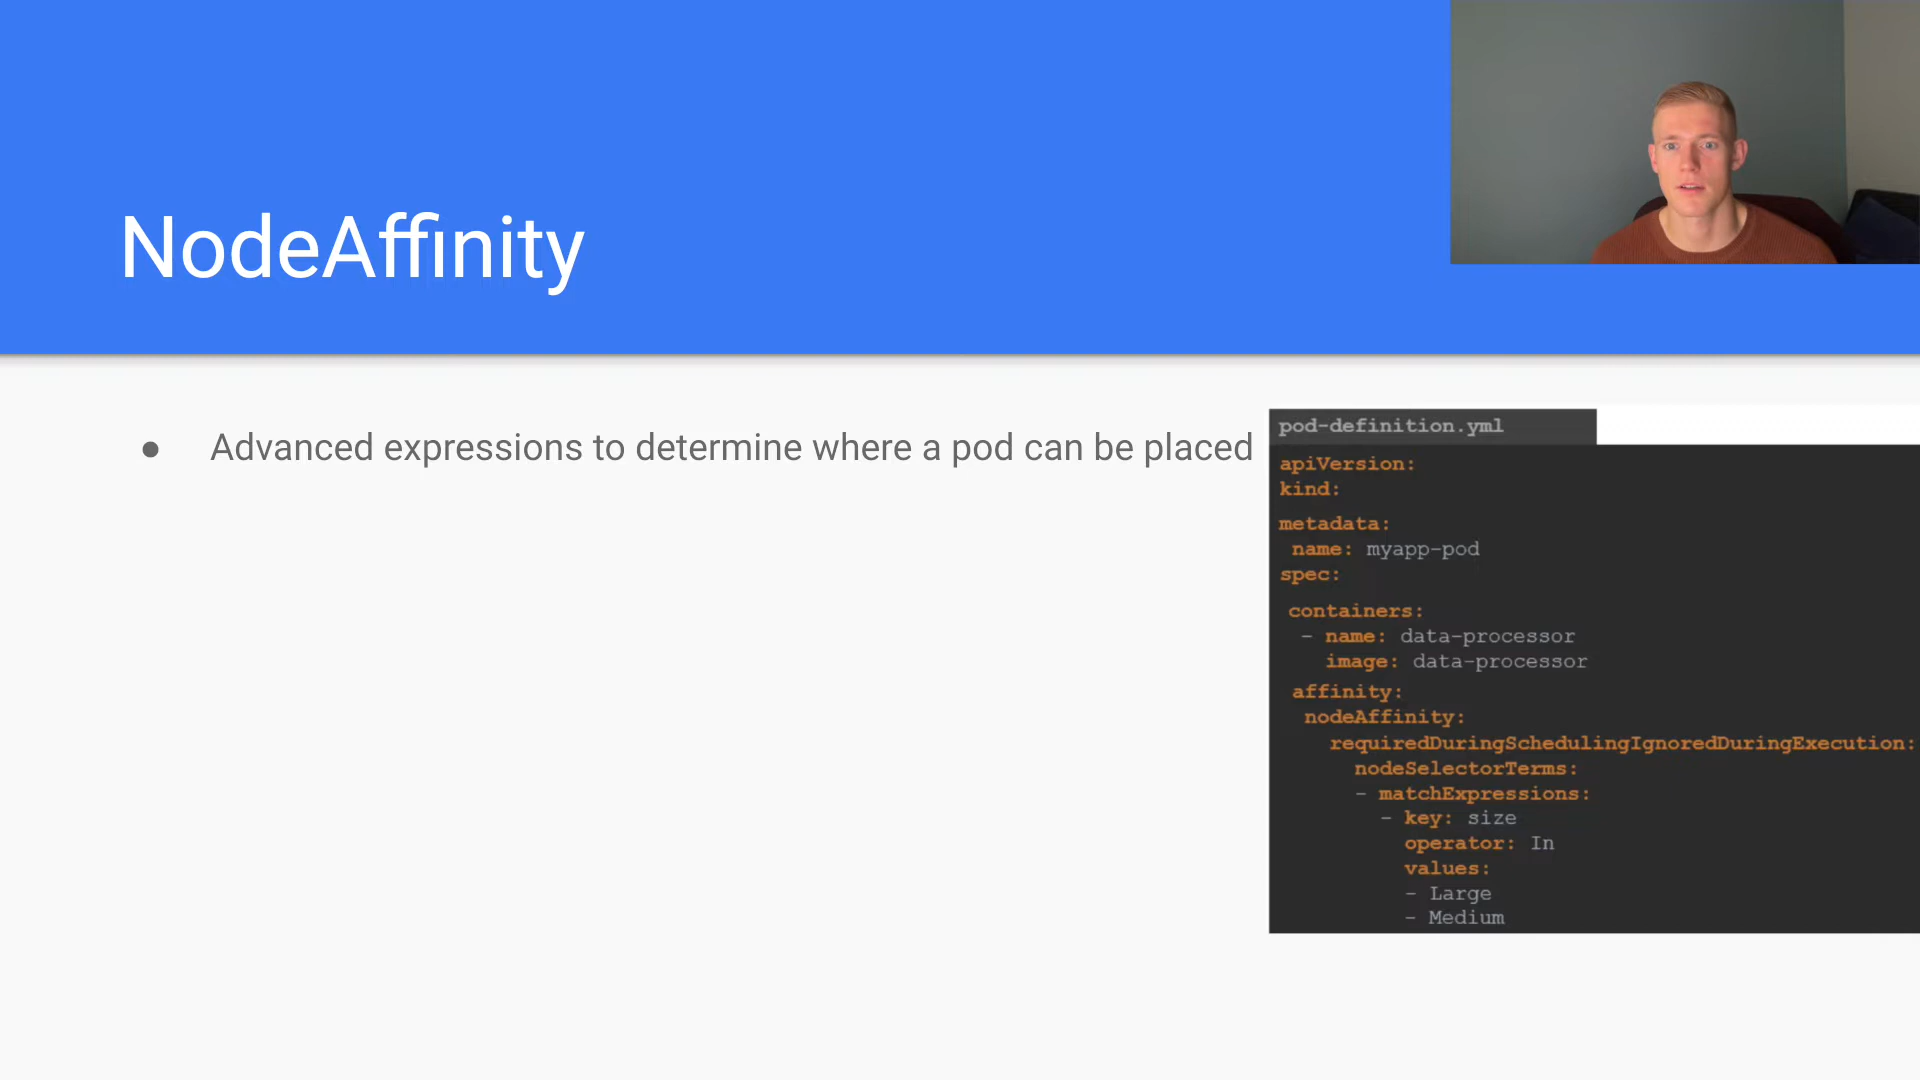 NodeAffinity
● Advanced expressions to determine where a pod can be placed
pod-definition.yml
apiVersion:
kind:
metadata:
name: myapp-pod
spec:
containers:
- name: data-processor
image: data-processor
affinity:
nodeAffinity:
requiredDuringSchedulingIgnoredDuringExecution:
nodeSelectorTerms:
- matchExpressions:
- key: size
operator: In
values:
- Large
- Medium